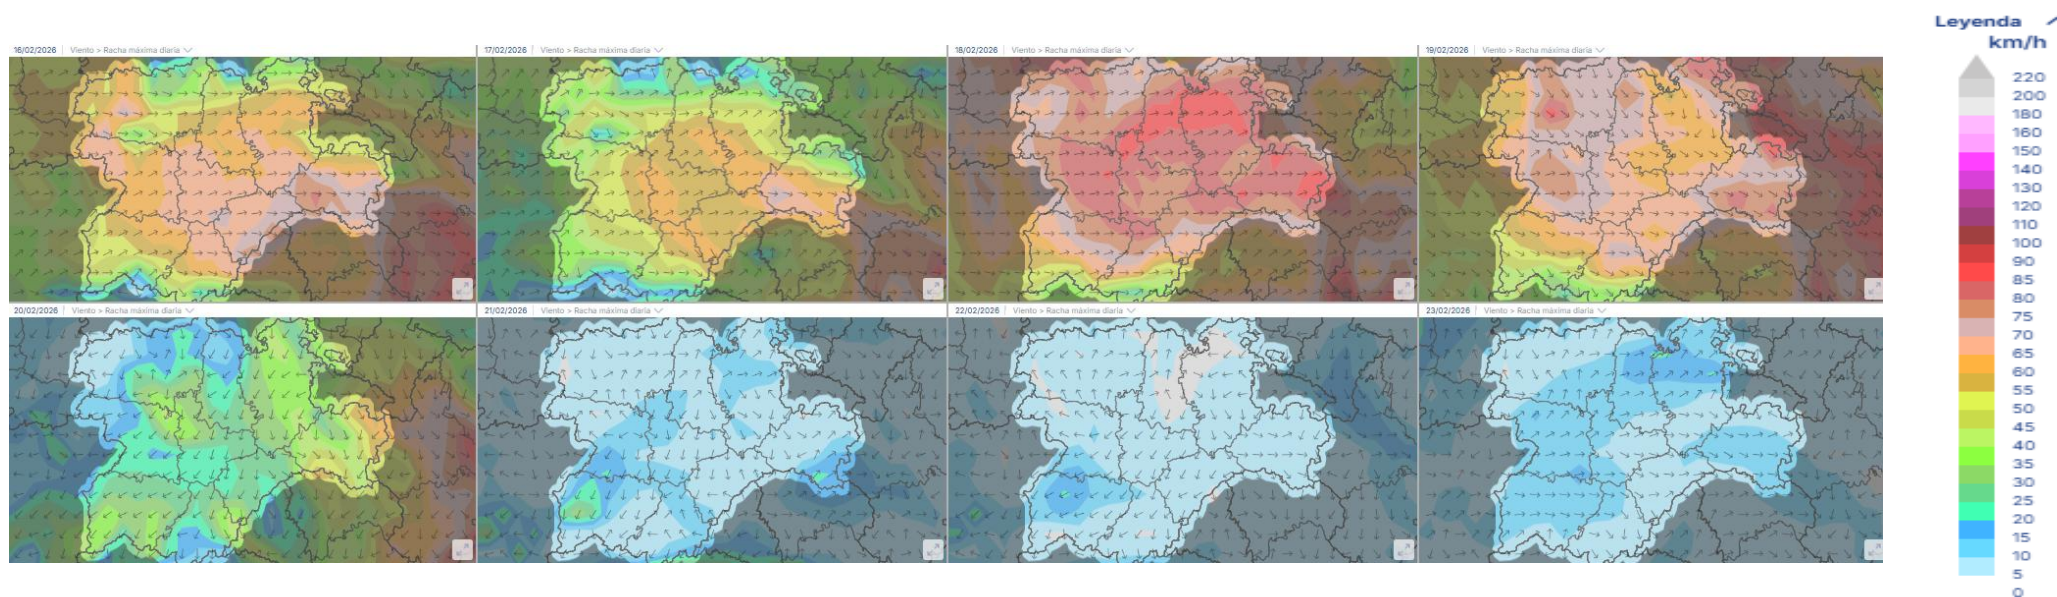 Leyenda
km/h
16/02/2026 Viento > Racha máxima diaria
17/02/2026 Viento > Racha máxima diaria
18/02/2026 Viento > Racha máxima diaria
19/02/2026 Viento > Racha máxima diaria
20/02/2026 Viento > Racha máxima diaria
21/02/2026 Viento > Racha máxima diaria
22/02/2026 Viento > Racha máxima diaria
23/02/2026 Viento > Racha máxima diaria
220
200
180
160
150
140
130
120
110
100
90
85
80
75
70
65
60
55
50
45
40
35
30
25
20
15
10
5
0